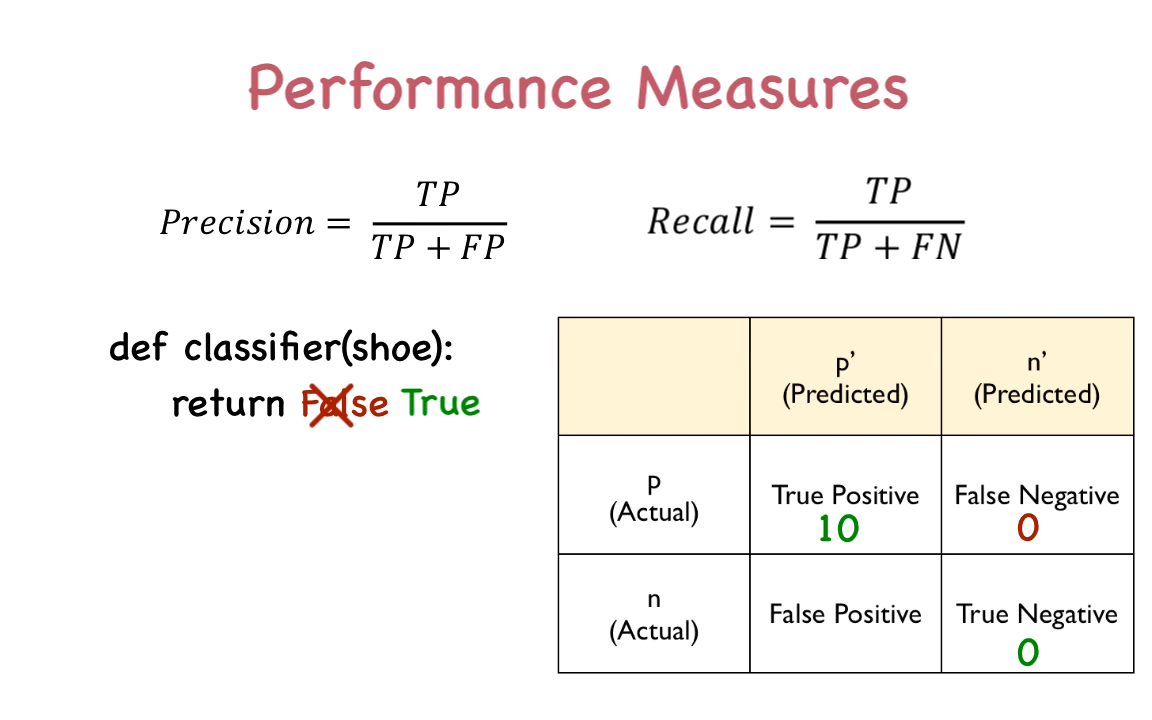 Performance Measures
Precision = TP / TP + FP
Recall = TP / TP + FN
def classifier(shoe):
return False True
p’
(Predicted)
n’
(Predicted)
p
(Actual)
True Positive
10
False Negative
0
n
(Actual)
False Positive
True Negative
0